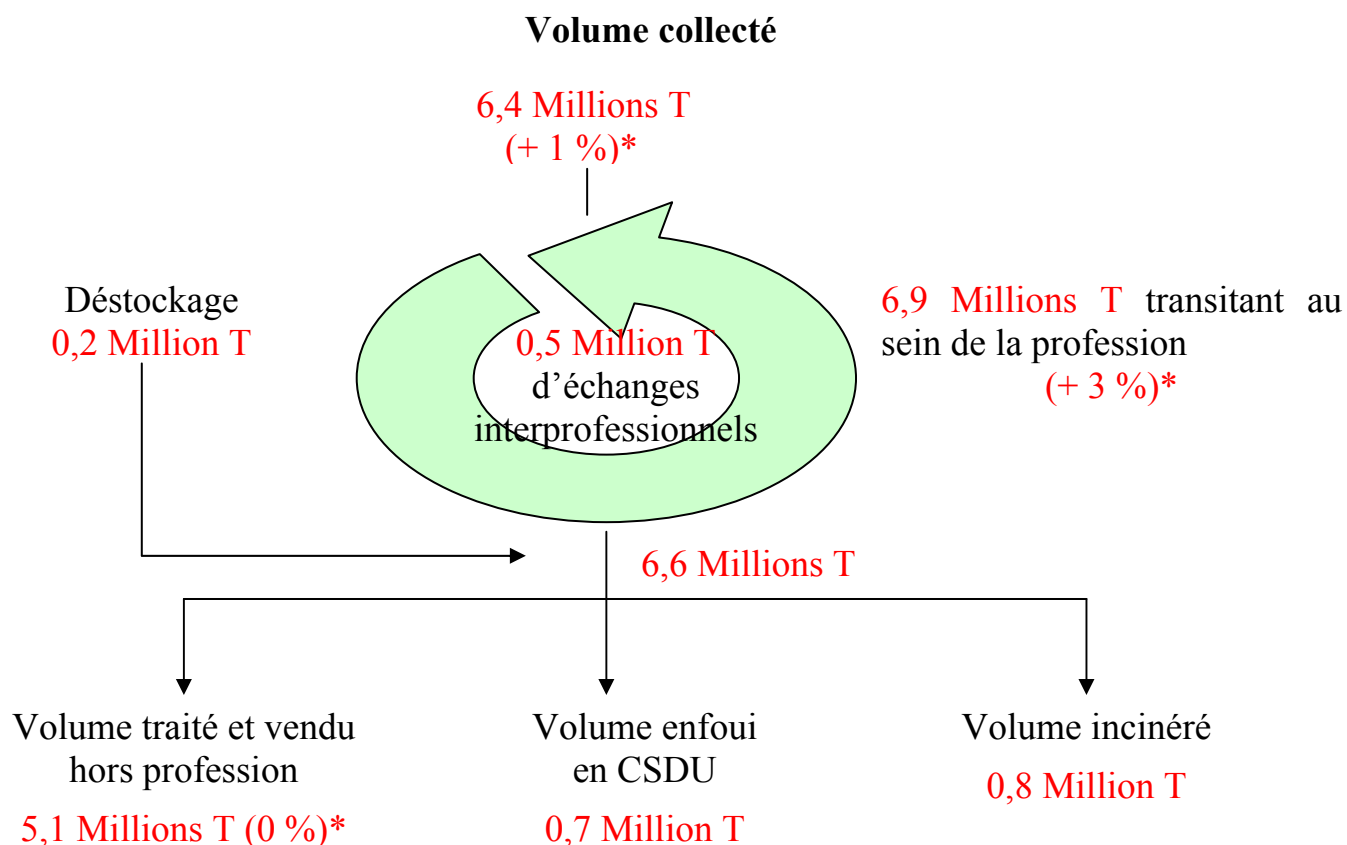 Volume collecté
6,4 Millions T
(+ 1 %)*
Déstockage
0,2 Million T
0,5 Million T
d’échanges
interprofessionnels
6,9 Millions T transitant au
sein de la profession
(+ 3 %)*
6,6 Millions T
Volume traité et vendu
hors profession
5,1 Millions T (0 %)*
Volume enfoui
en CSDU
0,7 Million T
Volume incinéré
0,8 Million T